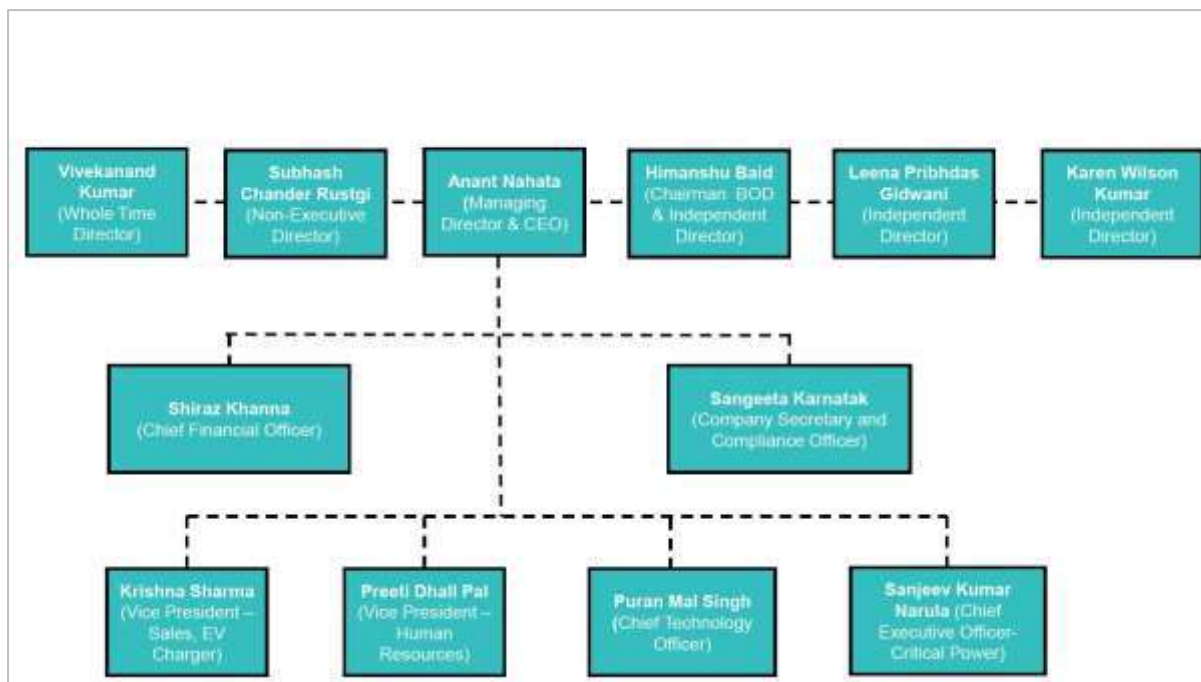 Vivekanand
Kumar
(Whole Time
Director)
Subhash
Chander Rustgi
(Non-Executive
Director)
Anant Nahata
(Managing
Director & CEO)
Himanshu Baid
(Chairman BOD
& Independent
Director)
Leena Pribhdas
Gidwani
(Independent
Director)
Karen Wilson
Kumar
(Independent
Director)
Shiraz Khanna
(Chief Financial Officer)
Sangeeta Karnatak
(Company Secretary and
Compliance Officer)
Krishna Sharma
(Vice President –
Sales, EV
Charger)
Preeti Dhall Pal
(Vice President –
Human
Resources)
Puran Mal Singh
(Chief Technology
Officer)
Sanjeev Kumar
Narula (Chief
Executive Officer-
Critical Power)